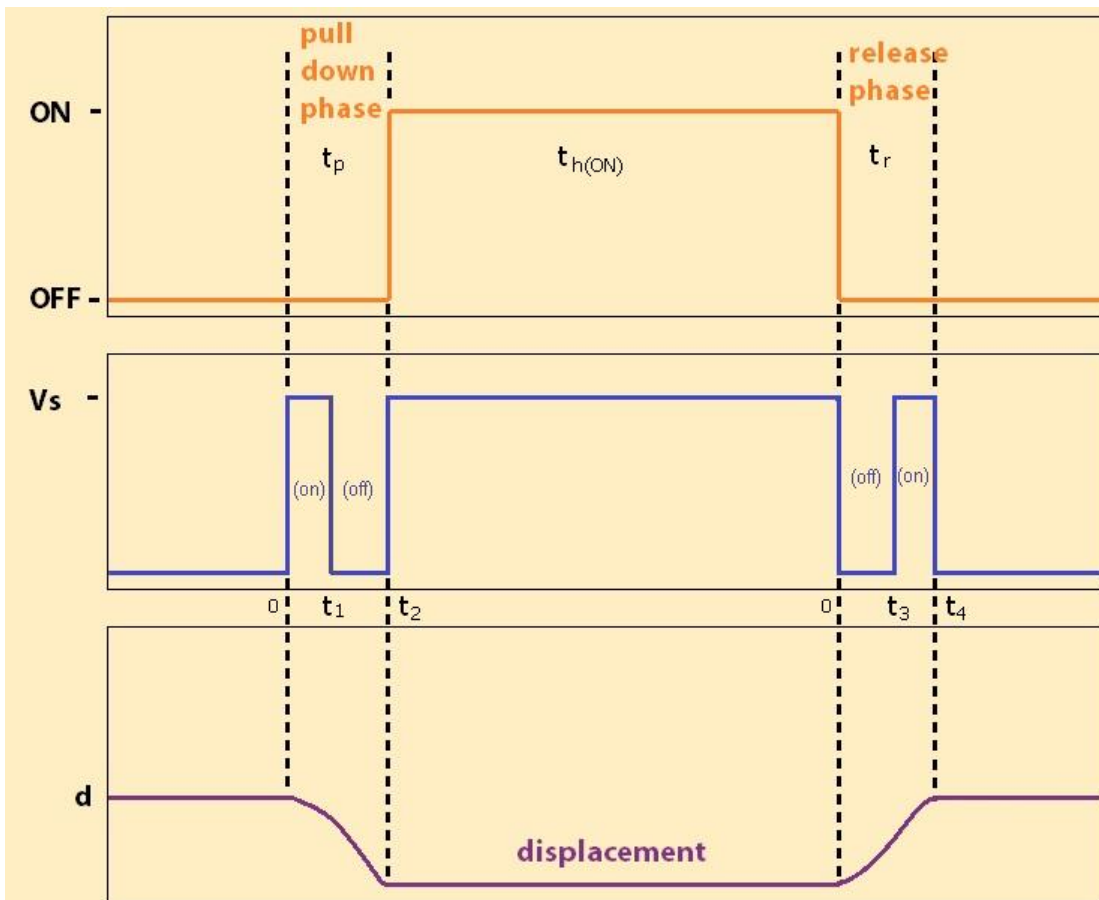 pull
down
phase
release
phase
ON -
t_p
t_h(ON)
t_r
OFF -
Vs -
(on) (off)
(off) (on)
0 t_1 t_2 0 t_3 t_4
d
displacement